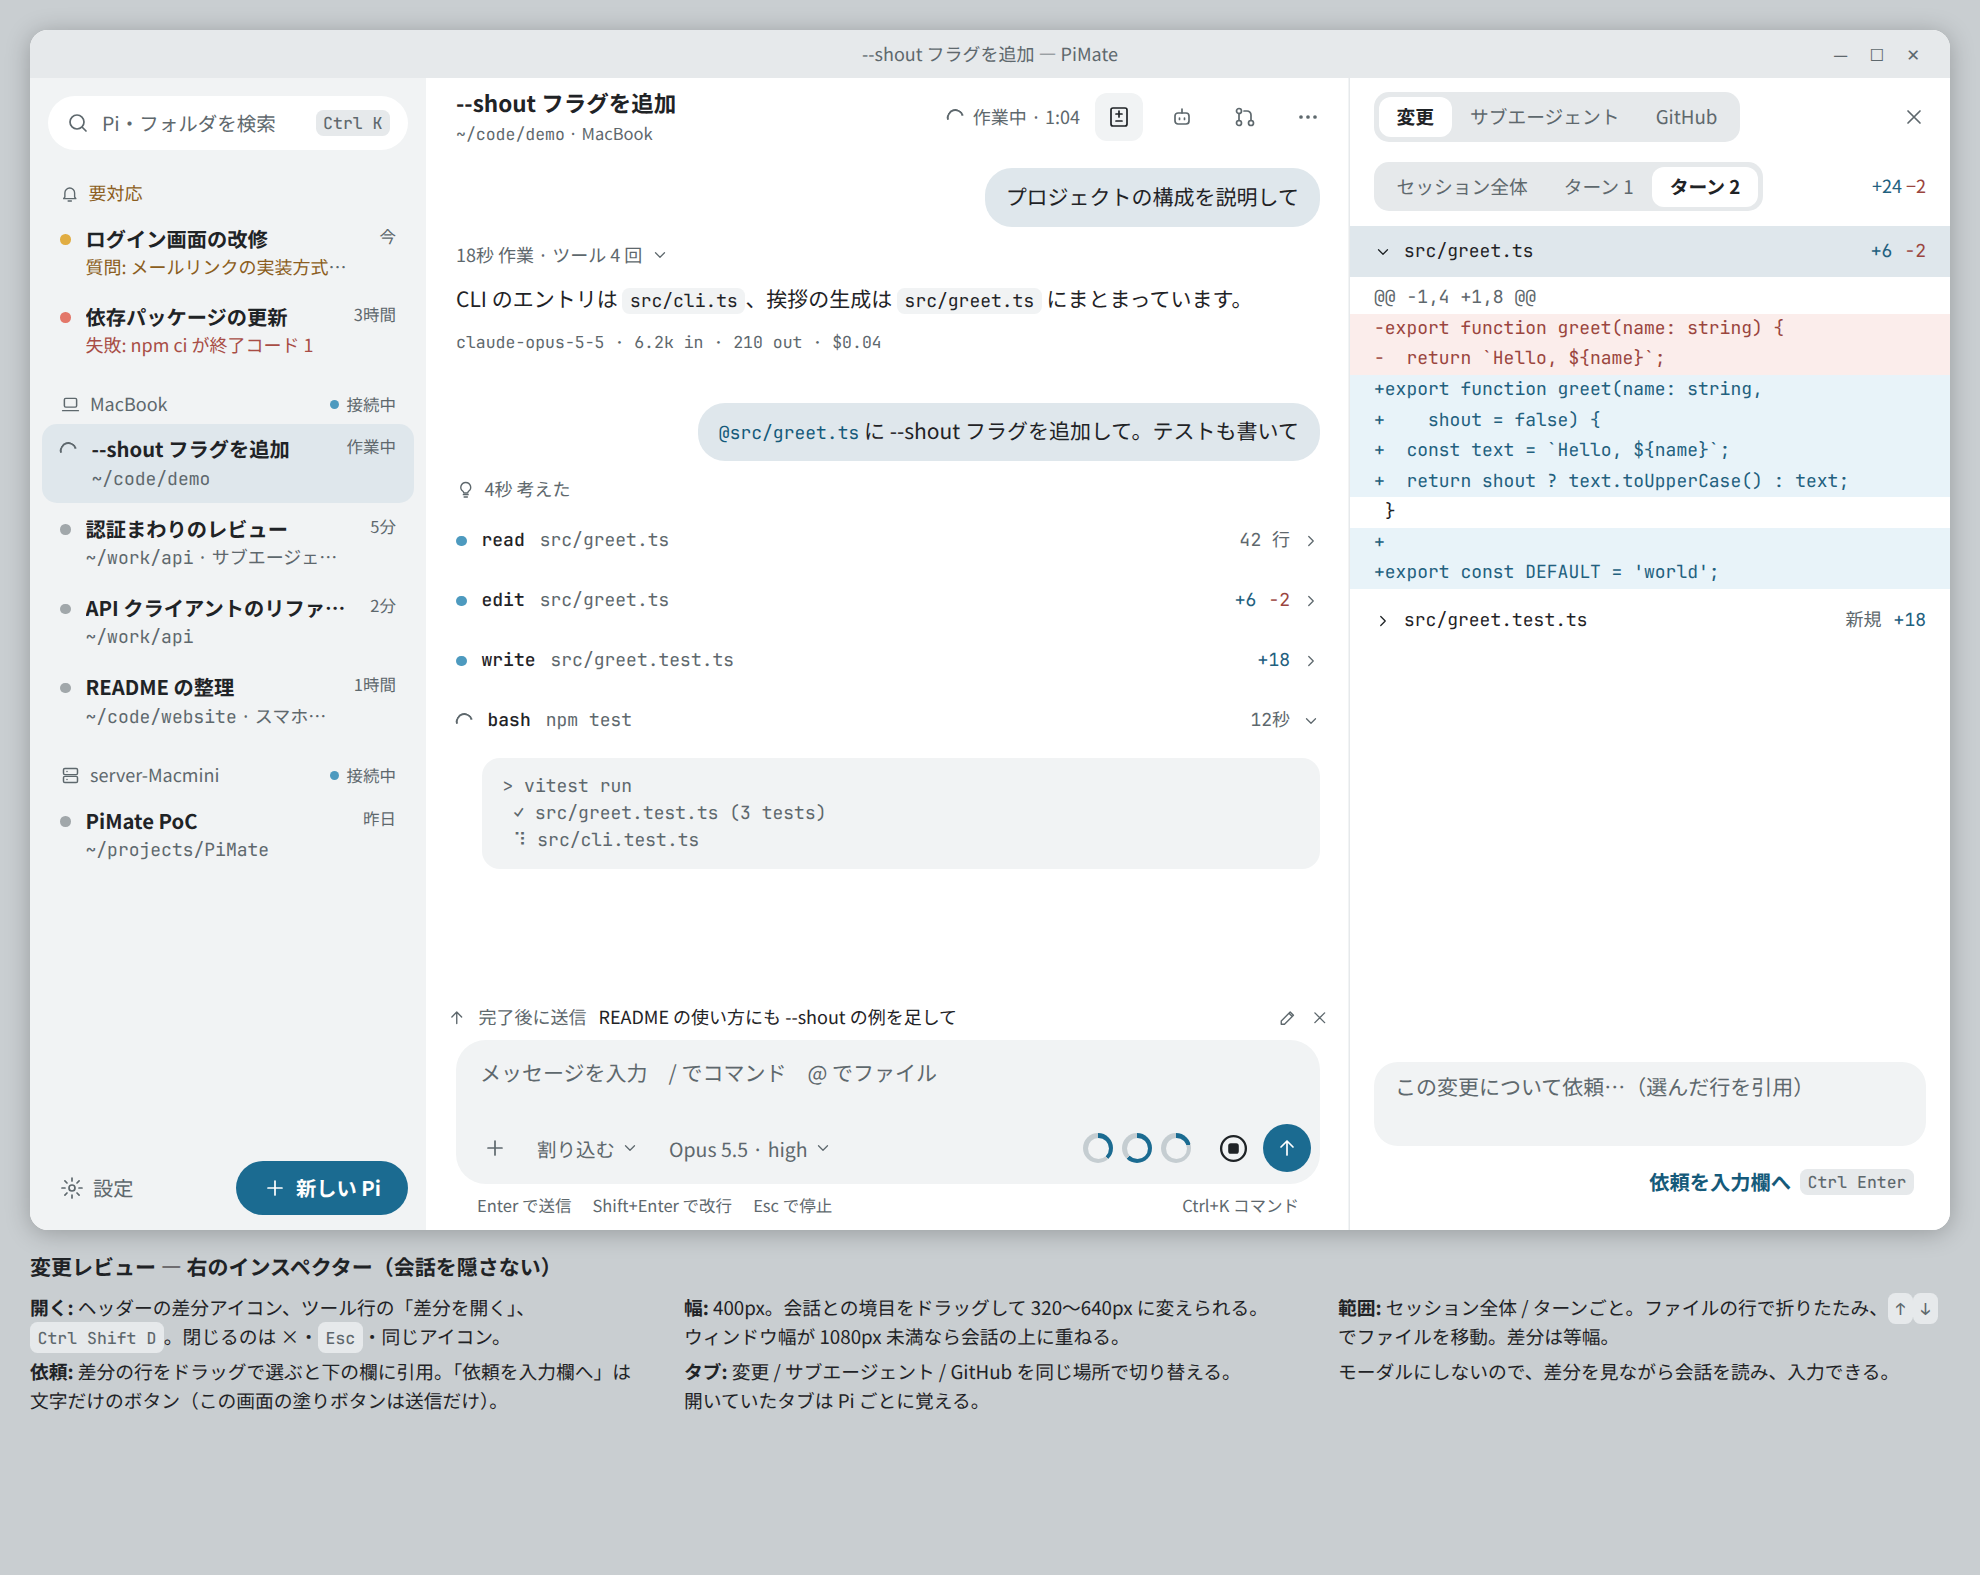 --shout フラグを追加 — PiMate
Pi・フォルダを検索 Ctrl K
要対応
ログイン画面の改修 今
質問: メールリンクの実装方式…
依存パッケージの更新 3時間
失敗: npm ci が終了コード 1
MacBook 接続中
--shout フラグを追加 作業中
~/code/demo
認証まわりのレビュー 5分
~/work/api · サブエージェ…
API クライアントのリファ… 2分
~/work/api
README の整理 1時間
~/code/website · スマホ…
server-Macmini 接続中
PiMate PoC 昨日
~/projects/PiMate
設定
新しい Pi
--shout フラグを追加
~/code/demo · MacBook
作業中 · 1:04
プロジェクトの構成を説明して
18秒 作業 · ツール 4 回
CLI のエントリは src/cli.ts、挨拶の生成は src/greet.ts にまとまっています。
claude-opus-5-5 · 6.2k in · 210 out · $0.04
@src/greet.ts に --shout フラグを追加して。テストも書いて
4秒 考えた
read src/greet.ts 42 行
edit src/greet.ts +6 -2
write src/greet.test.ts +18
bash npm test 12秒
> vitest run
✓ src/greet.test.ts (3 tests)
⠹ src/cli.test.ts
完了後に送信 README の使い方にも --shout の例を足して
メッセージを入力 / でコマンド @ でファイル
割り込む
Opus 5.5 · high
Enter で送信 Shift+Enter で改行 Esc で停止 Ctrl+K コマンド
変更 サブエージェント GitHub
セッション全体 ターン 1 ターン 2 +24 −2
src/greet.ts +6 -2
@@ -1,4 +1,8 @@
-export function greet(name: string) {
-  return `Hello, ${name}`;
+export function greet(name: string,
+    shout = false) {
+  const text = `Hello, ${name}`;
+  return shout ? text.toUpperCase() : text;
 }
+
+export const DEFAULT = 'world';
src/greet.test.ts 新規 +18
この変更について依頼…（選んだ行を引用）
依頼を入力欄へ Ctrl Enter
変更レビュー — 右のインスペクター（会話を隠さない）
開く: ヘッダーの差分アイコン、ツール行の「差分を開く」、
Ctrl Shift D。閉じるのは ×・Esc・同じアイコン。
依頼: 差分の行をドラッグで選ぶと下の欄に引用。「依頼を入力欄へ」は
文字だけのボタン（この画面の塗りボタンは送信だけ）。
幅: 400px。会話との境目をドラッグして 320〜640px に変えられる。
ウィンドウ幅が 1080px 未満なら会話の上に重ねる。
タブ: 変更 / サブエージェント / GitHub を同じ場所で切り替える。
開いていたタブは Pi ごとに覚える。
範囲: セッション全体 / ターンごと。ファイルの行で折りたたみ、↑ ↓
でファイルを移動。差分は等幅。
モーダルにしないので、差分を見ながら会話を読み、入力できる。